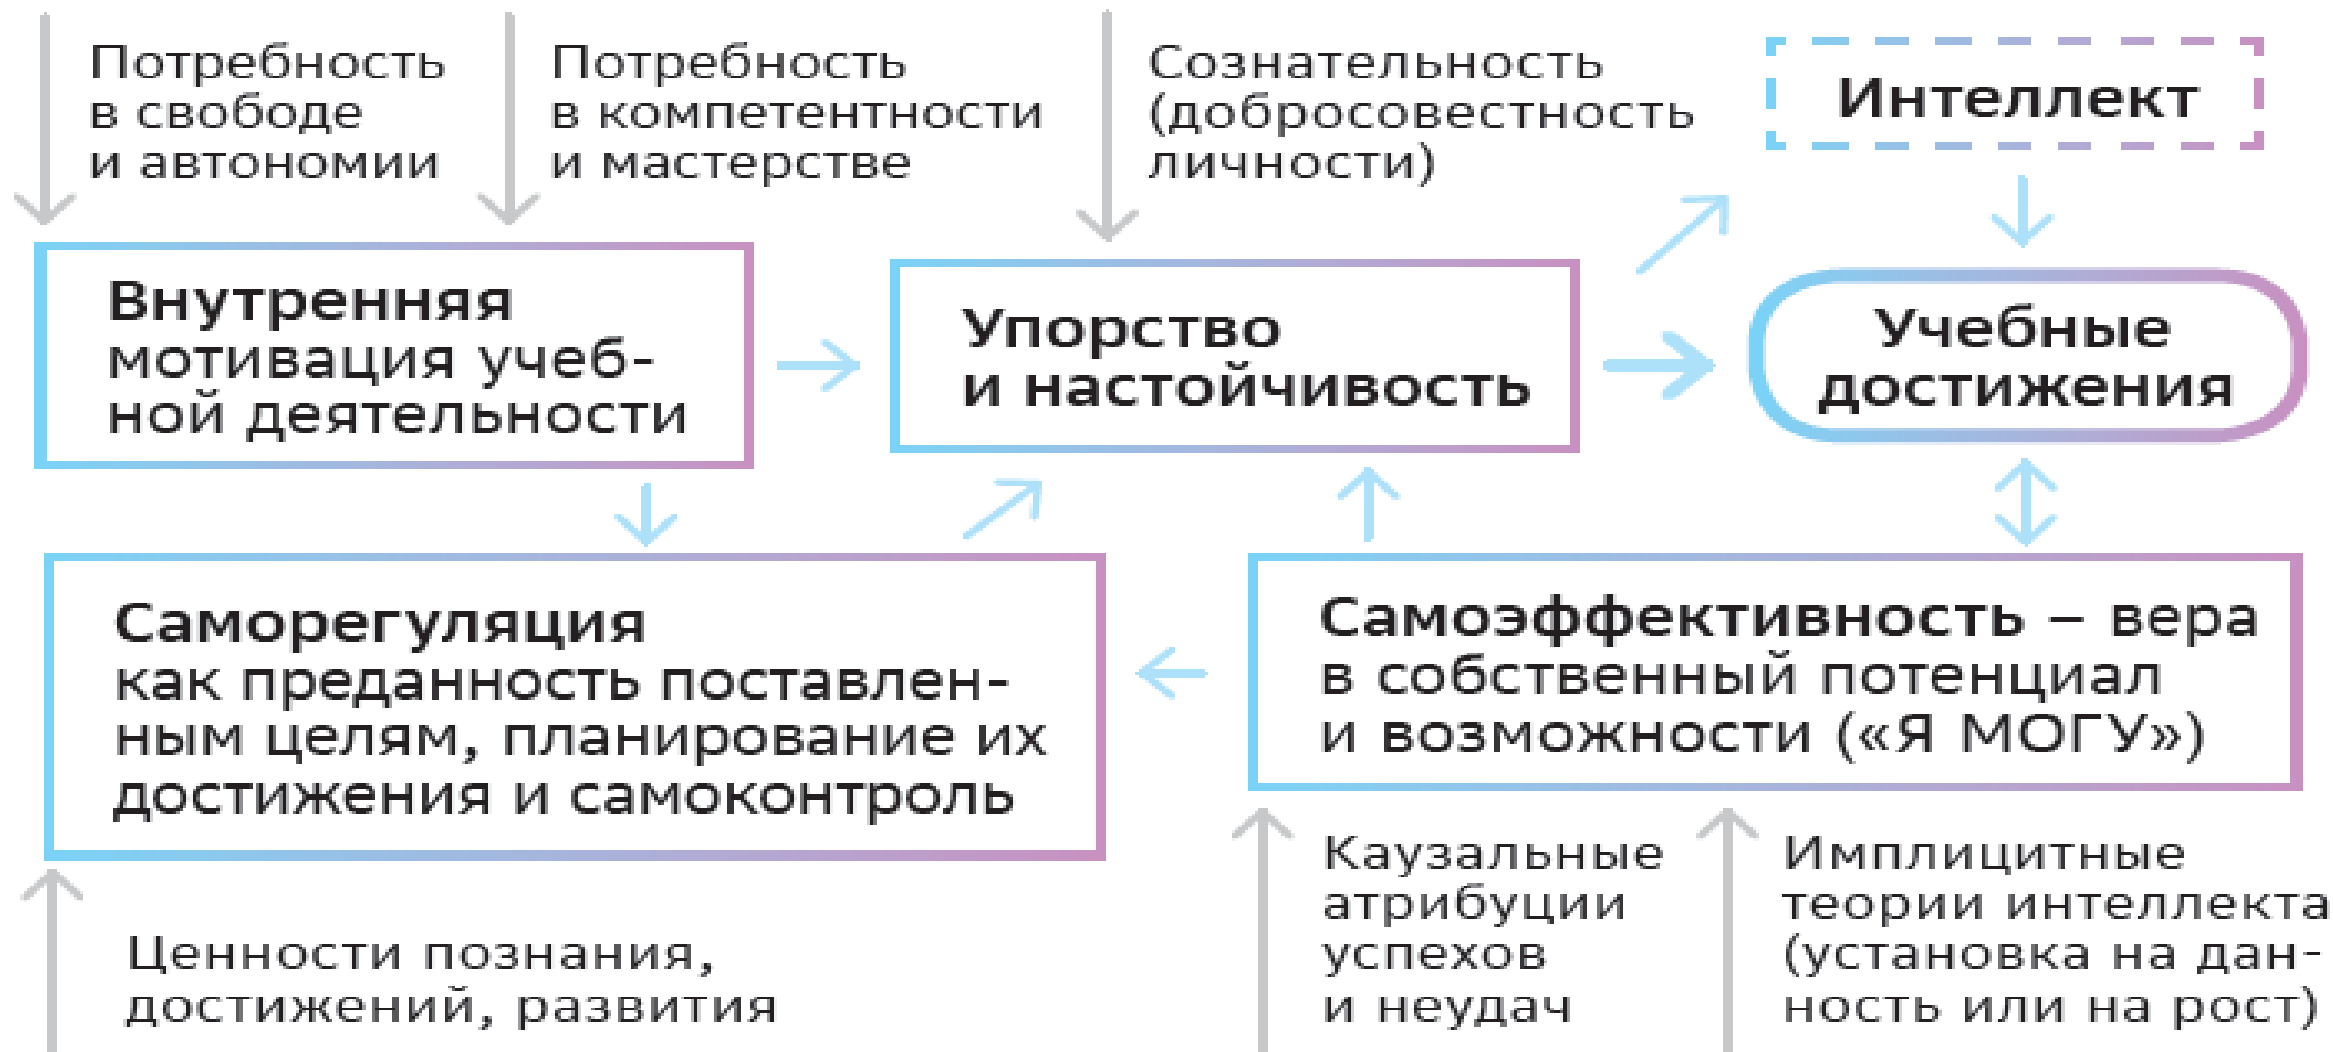 Потребность
в свободе
и автономии
Потребность
в компетентности
и мастерстве
Сознательность
(добросовестность
личности)
Интеллект
Внутренняя
мотивация учеб-
ной деятельности
Упорство
и настойчивость
Учебные
достижения
Саморегуляция
как преданность поставлен-
ным целям, планирование их
достижения и самоконтроль
Самоэффективность – вера
в собственный потенциал
и возможности («Я МОГУ»)
Ценности познания,
достижений, развития
Каузальные
атрибуции
успехов
и неудач
Имплицитные
теории интеллекта
(установка на дан-
ность или на рост)